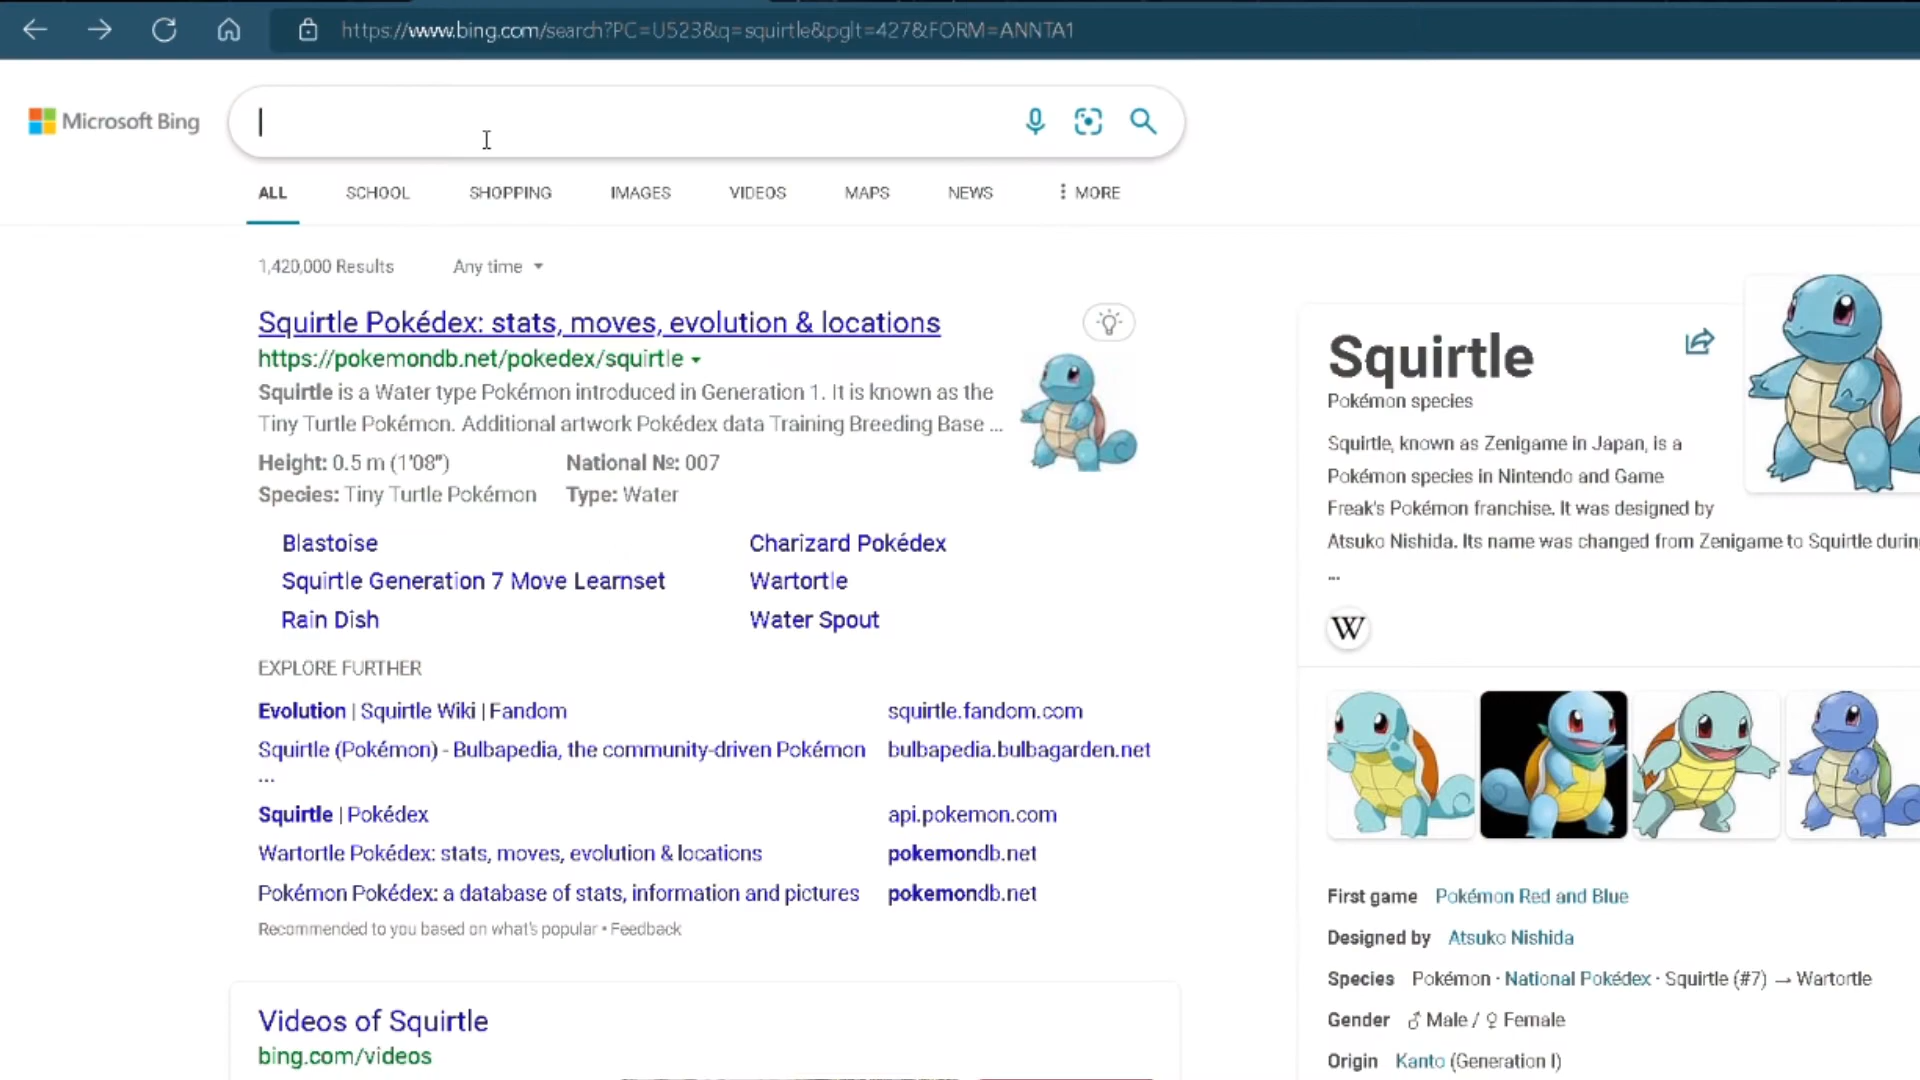 https://www.bing.com/search?PC=U523&q=squirtle&pglt=427&FORM=ANNTA1
Microsoft Bing
ALL SCHOOL SHOPPING IMAGES VIDEOS MAPS NEWS MORE
1,420,000 Results Any time
Squirtle Pokédex: stats, moves, evolution & locations
https://pokemondb.net/pokedex/squirtle
Squirtle is a Water type Pokémon introduced in Generation 1. It is known as the
Tiny Turtle Pokémon. Additional artwork Pokédex data Training Breeding Base ...
Height: 0.5 m (1'08") National №: 007
Species: Tiny Turtle Pokémon Type: Water
Blastoise Charizard Pokédex
Squirtle Generation 7 Move Learnset Wartortle
Rain Dish Water Spout
EXPLORE FURTHER
Evolution | Squirtle Wiki | Fandom squirtle.fandom.com
Squirtle (Pokémon) - Bulbapedia, the community-driven Pokémon bulbapedia.bulbagarden.net
...
Squirtle | Pokédex api.pokemon.com
Wartortle Pokédex: stats, moves, evolution & locations pokemondb.net
Pokémon Pokédex: a database of stats, information and pictures pokemondb.net
Recommended to you based on what's popular • Feedback
Videos of Squirtle
bing.com/videos
Squirtle
Pokémon species
Squirtle, known as Zenigame in Japan, is a
Pokémon species in Nintendo and Game
Freak's Pokémon franchise. It was designed by
Atsuko Nishida. Its name was changed from Zenigame to Squirtle durin
...
W
First game Pokémon Red and Blue
Designed by Atsuko Nishida
Species Pokémon · National Pokédex · Squirtle (#7) → Wartortle
Gender ♂ Male / ♀ Female
Origin Kanto (Generation I)